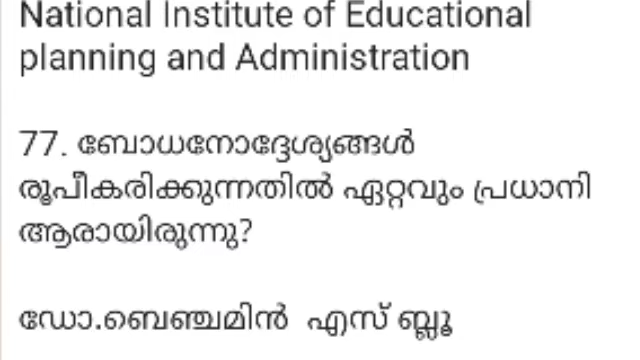 National Institute of Educational
planning and Administration
77. ബോധനോദ്ദേശ്യങ്ങൾ
രൂപീകരിക്കുന്നതിൽ ഏറ്റവും പ്രധാനി
ആരായിരുന്നു?
ഡോ.ബെഞ്ചമിൻ എസ് ബ്ലൂ